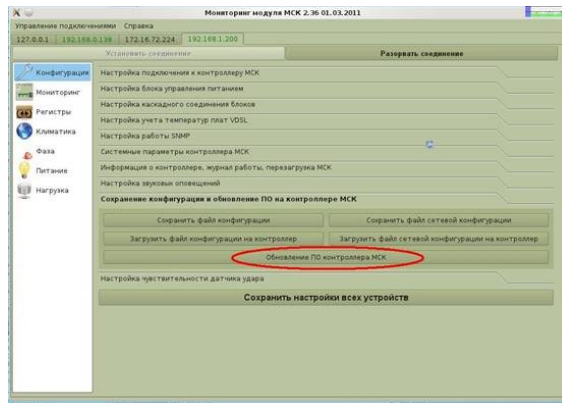 Мониторинг модуля МСК 2.36 01.03.2011
Управление подключениями Справка
127.0.0.1 192.168.0.138 172.16.72.224 192.168.1.200
Установить соединение Разорвать соединение
Конфигурация
Мониторинг
Регистры
Климатика
Фаза
Питание
Нагрузка
Настройка подключения к контроллеру МСК
Настройка блока управления питанием
Настройка каскадного соединения блоков
Настройка учета температур плат VDSL
Настройка работы SNMP
Системные параметры контроллера МСК
Информация о контроллере, журнал работы, перезагрузка МСК
Настройка звуковых оповещений
Сохранение конфигурации и обновление ПО на контроллере МСК
Сохранить файл конфигурации Сохранить файл сетевой конфигурации
Загрузить файл конфигурации на контроллер Загрузить файл сетевой конфигурации на контроллер
Обновление ПО контроллера МСК
Настройка чувствительности датчика удара
Сохранить настройки всех устройств